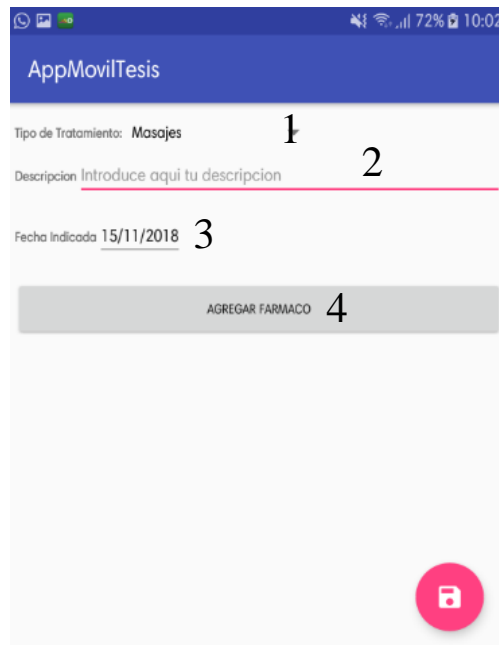 72% 10:02
AppMovilTesis
Tipo de Tratamiento: Masajes 1
Descripcion Introduce aqui tu descripcion 2
Fecha Indicada 15/11/2018 3
AGREGAR FARMACO 4